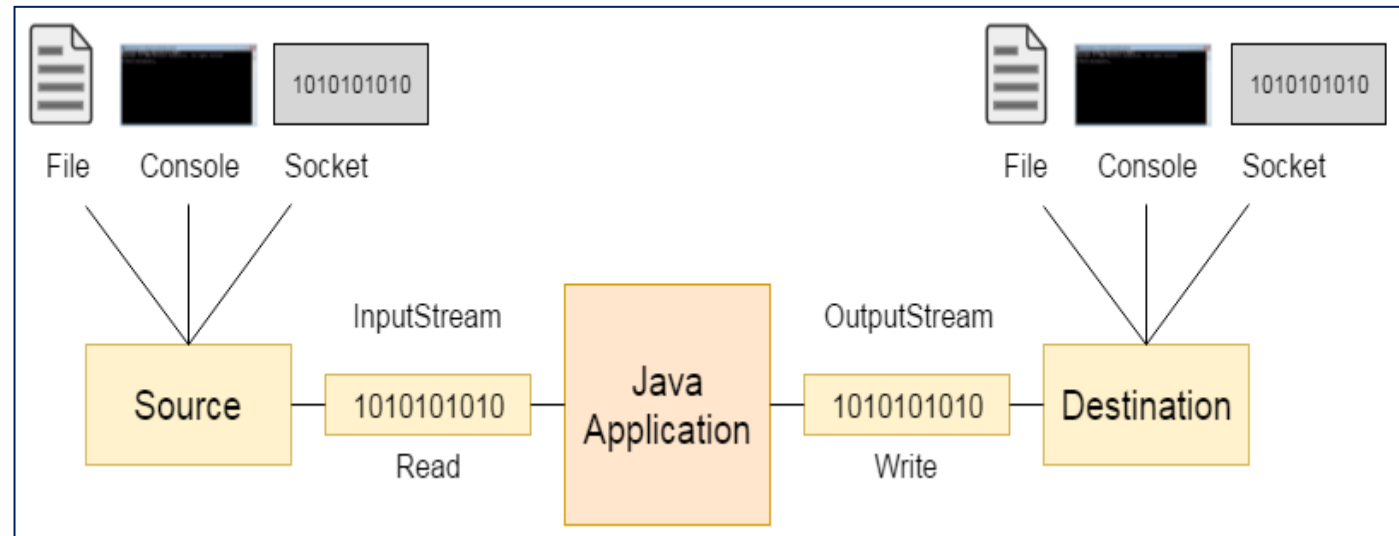 1010101010
1010101010
File Console Socket
File Console Socket
InputStream
OutputStream
Source
1010101010
Java
Application
1010101010
Destination
Read
Write